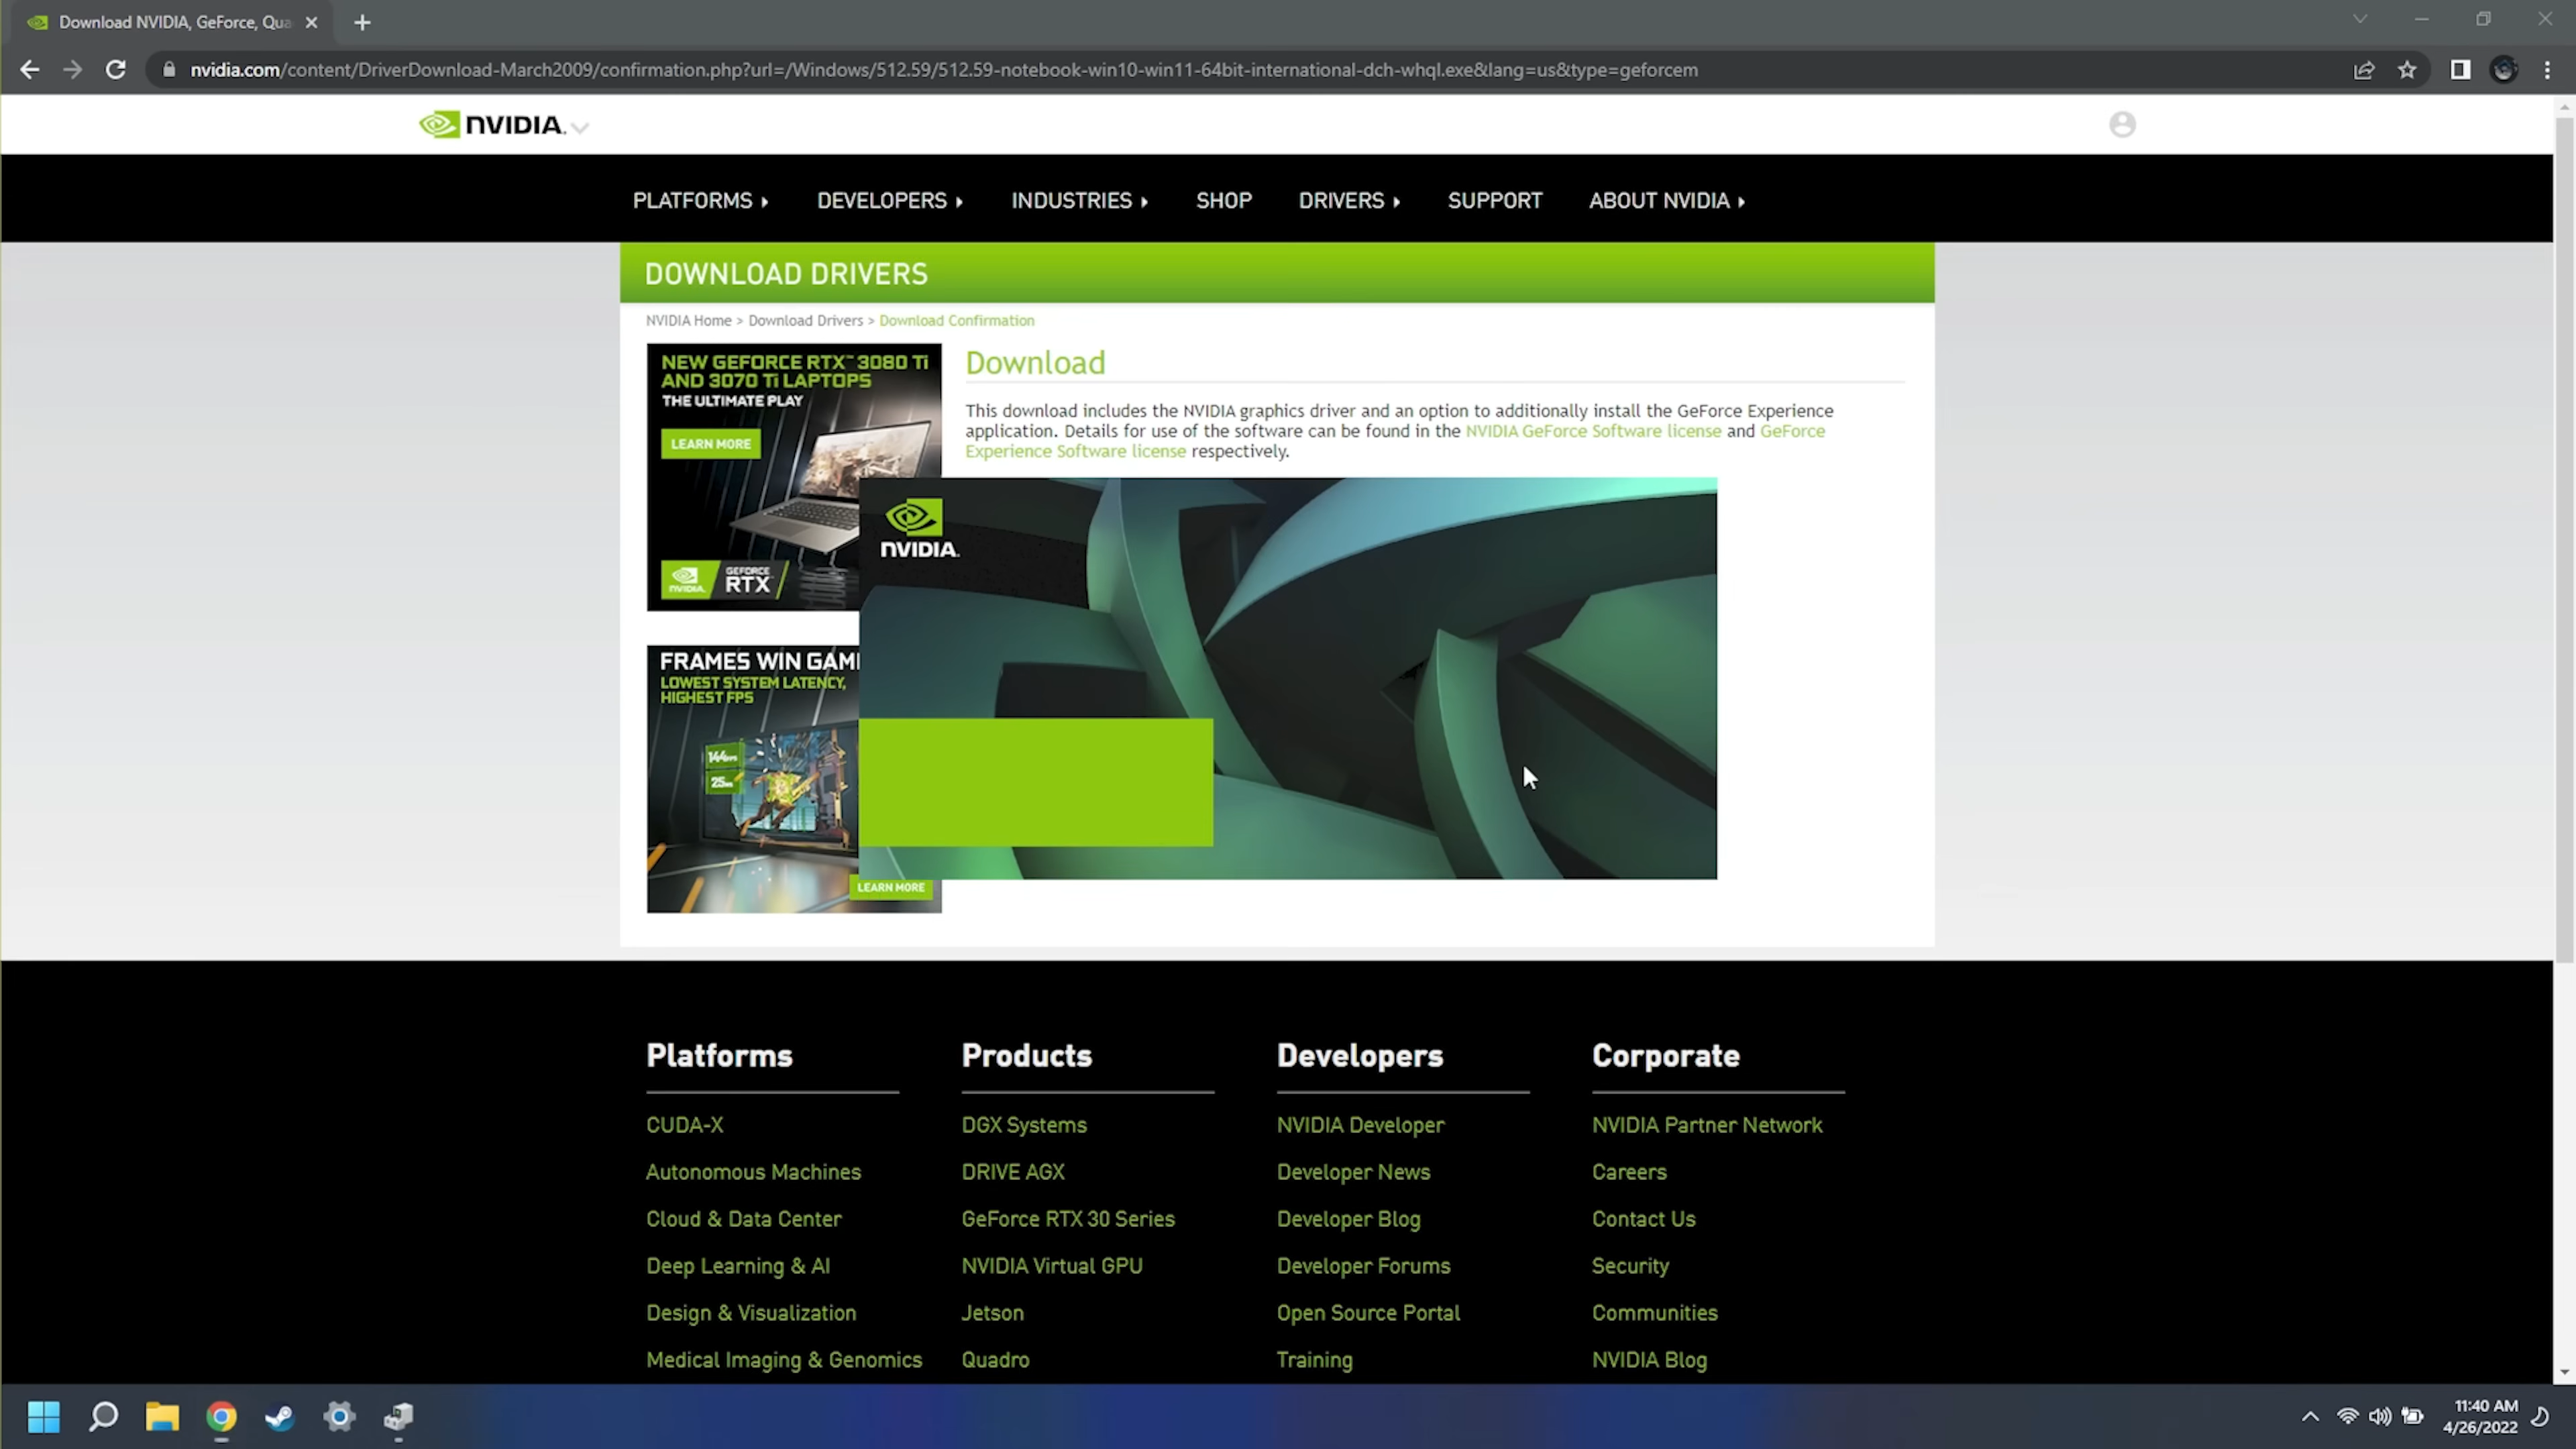 Download NVIDIA, GeForce, Qua
nvidia.com/content/DriverDownload-March2009/confirmation.php?url=/Windows/512.59/512.59-notebook-win10-win11-64bit-international-dch-whql.exe&lang=us&type=geforcem
NVIDIA.
PLATFORMS DEVELOPERS INDUSTRIES SHOP DRIVERS SUPPORT ABOUT NVIDIA
DOWNLOAD DRIVERS
NVIDIA Home > Download Drivers > Download Confirmation
NEW GEFORCE RTX™ 3080 Ti
AND 3070 Ti LAPTOPS
THE ULTIMATE PLAY
LEARN MORE
NVIDIA. GEFORCE
RTX
Download
This download includes the NVIDIA graphics driver and an option to additionally install the GeForce Experience
application. Details for use of the software can be found in the NVIDIA GeForce Software license and GeForce
Experience Software license respectively.
NVIDIA.
FRAMES WIN GAM
LOWEST SYSTEM LATENCY,
HIGHEST FPS
144FPS
25ms
LEARN MORE
Platforms
CUDA-X
Autonomous Machines
Cloud & Data Center
Deep Learning & AI
Design & Visualization
Medical Imaging & Genomics
Products
DGX Systems
DRIVE AGX
GeForce RTX 30 Series
NVIDIA Virtual GPU
Jetson
Quadro
Developers
NVIDIA Developer
Developer News
Developer Blog
Developer Forums
Open Source Portal
Training
Corporate
NVIDIA Partner Network
Careers
Contact Us
Security
Communities
NVIDIA Blog
11:40 AM
4/26/2022